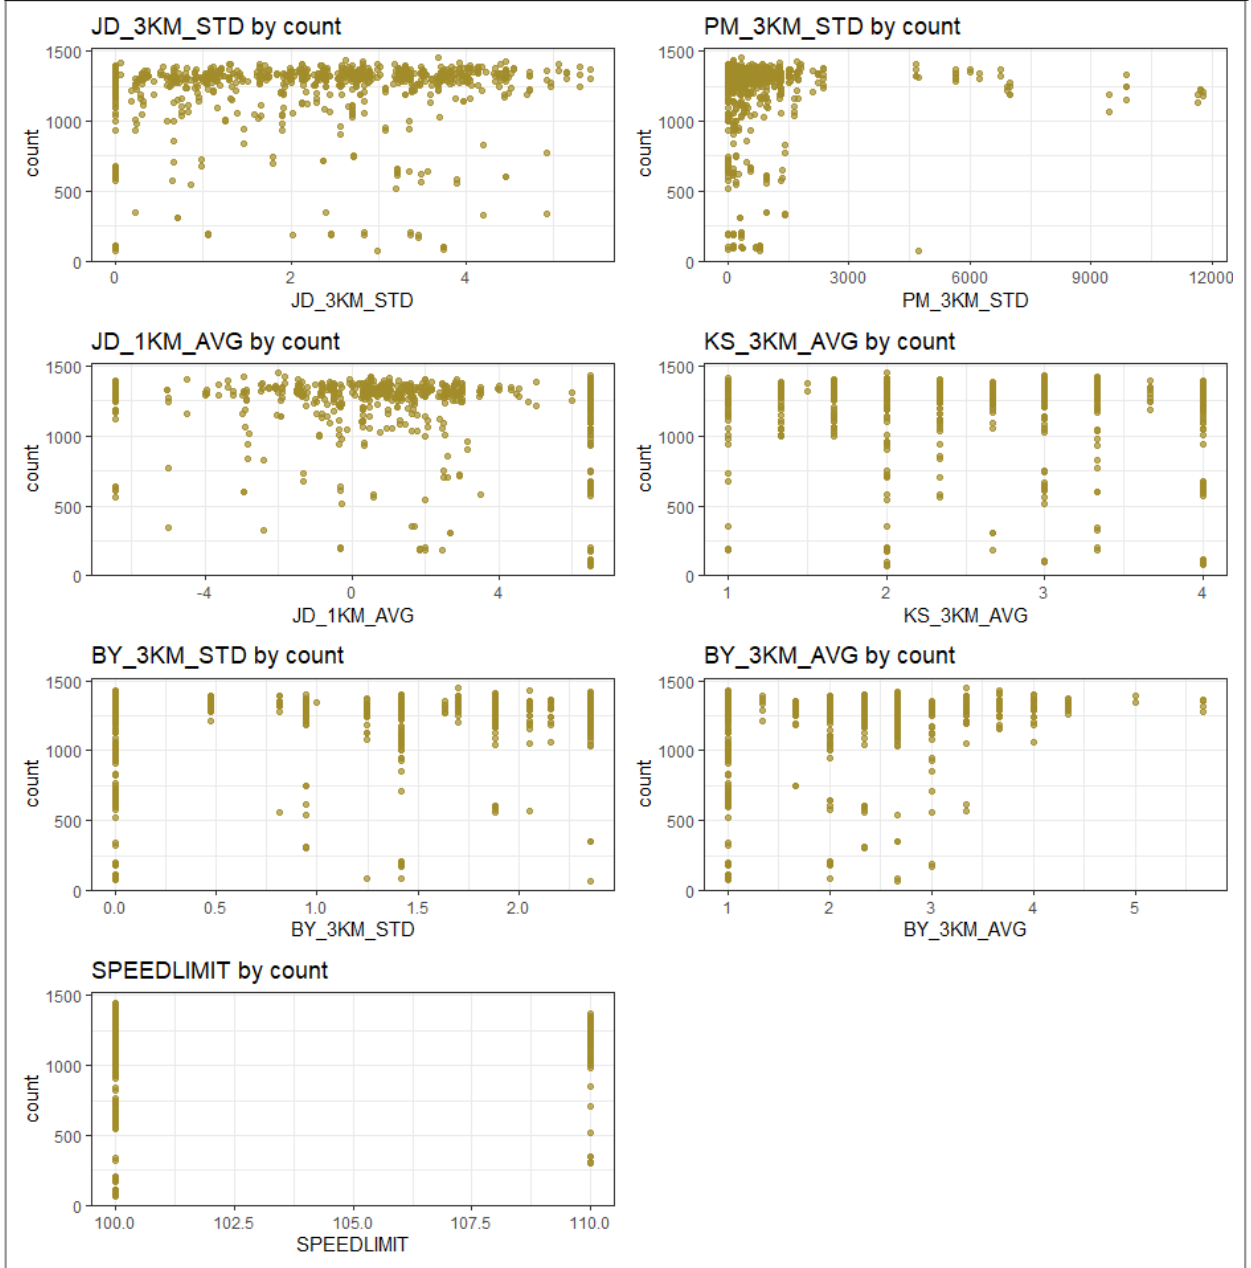 JD_3KM_STD by count
1500
1000
500
0
count
0 2 4
JD_3KM_STD
PM_3KM_STD by count
1500
1000
500
0
count
0 3000 6000 9000 12000
PM_3KM_STD
JD_1KM_AVG by count
1500
1000
500
0
count
-4 0 4
JD_1KM_AVG
KS_3KM_AVG by count
1500
1000
500
0
count
1 2 3 4
KS_3KM_AVG
BY_3KM_STD by count
1500
1000
500
0
count
0.0 0.5 1.0 1.5 2.0
BY_3KM_STD
BY_3KM_AVG by count
1500
1000
500
0
count
1 2 3 4 5
BY_3KM_AVG
SPEEDLIMIT by count
1500
1000
500
0
count
100.0 102.5 105.0 107.5 110.0
SPEEDLIMIT